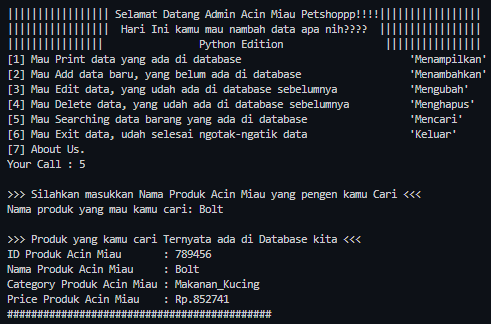 ||||||||||||||||| Selamat Datang Admin Acin Miau Petshoppp!!!!|||||||||||||||||
|||||||||||||||||  Hari Ini kamu mau nambah data apa nih????  |||||||||||||||||
||||||||||||||||                Python Edition                 ||||||||||||||||
[1] Mau Print data yang ada di database 'Menampilkan'
[2] Mau Add data baru, yang belum ada di database 'Menambahkan'
[3] Mau Edit data, yang udah ada di database sebelumnya 'Mengubah'
[4] Mau Delete data, yang udah ada di database sebelumnya 'Menghapus'
[5] Mau Searching data barang yang ada di database 'Mencari'
[6] Mau Exit data, udah selesai ngotak-ngatik data 'Keluar'
[7] About Us.
Your Call : 5
>>> Silahkan masukkan Nama Produk Acin Miau yang pengen kamu Cari <<<
Nama produk yang mau kamu cari: Bolt
>>> Produk yang kamu cari Ternyata ada di Database kita <<<
ID Produk Acin Miau : 789456
Nama Produk Acin Miau : Bolt
Category Produk Acin Miau : Makanan_Kucing
Price Produk Acin Miau : Rp.852741
############################################